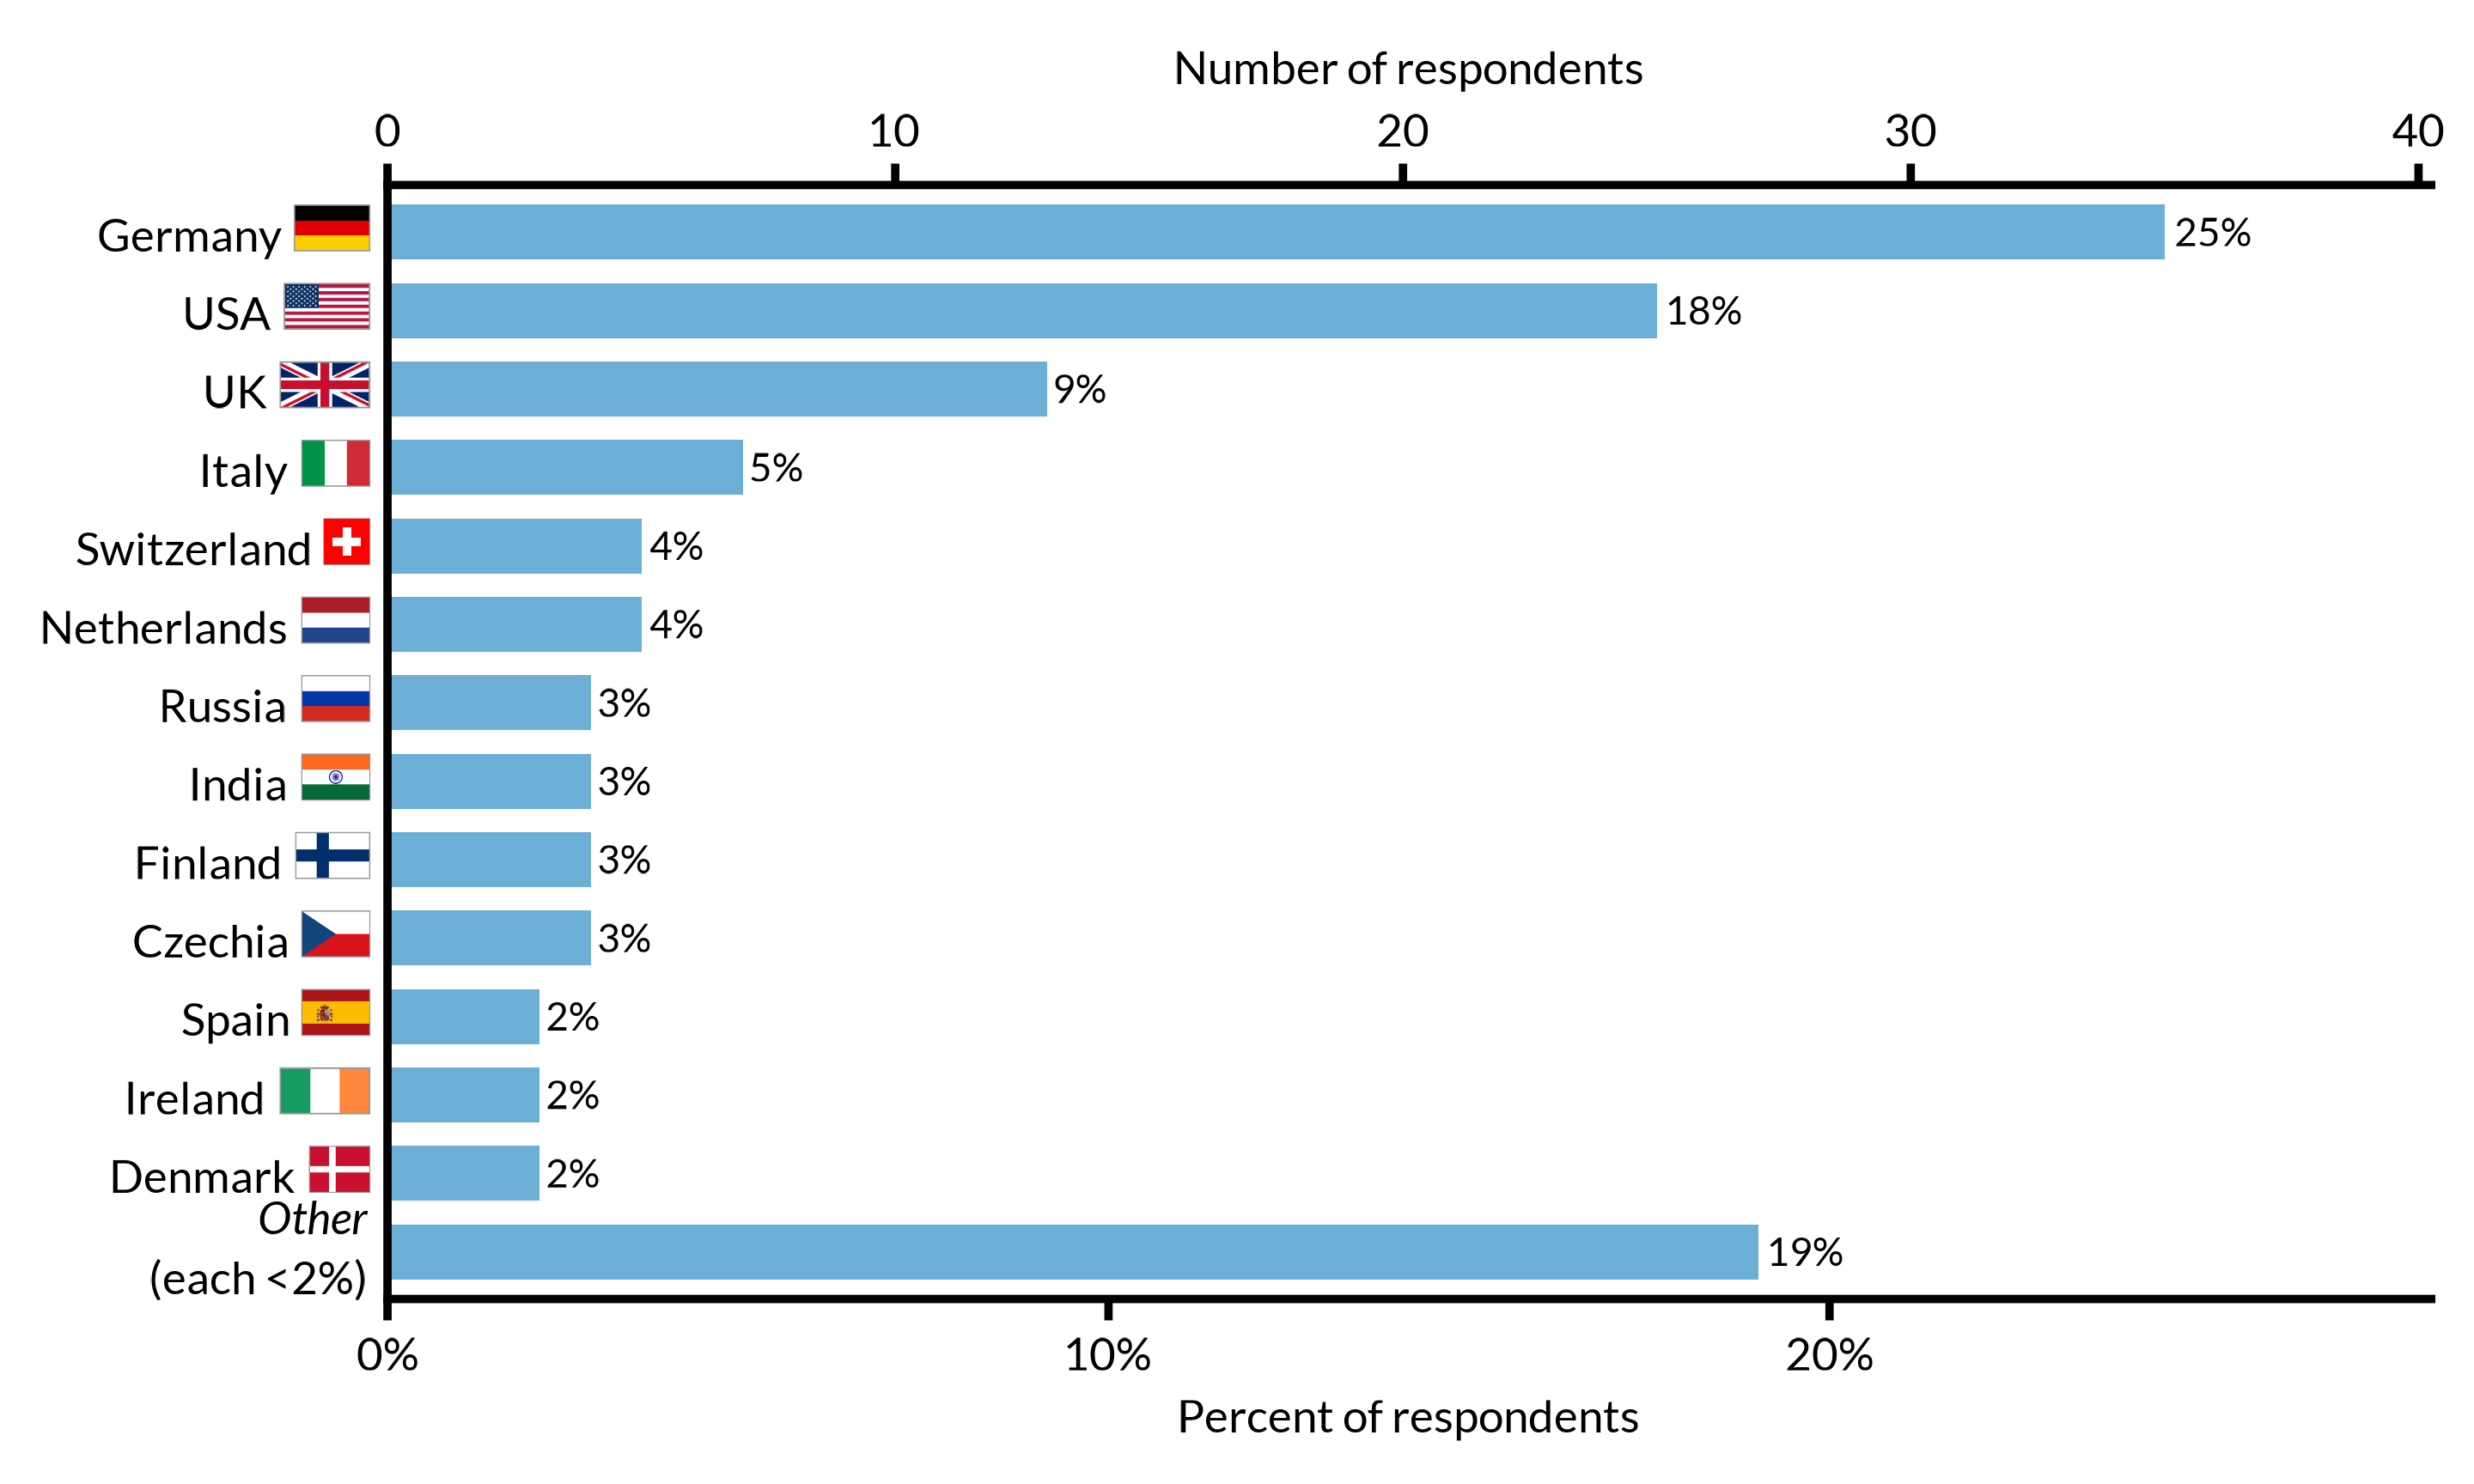 Number of respondents
0 10 20 30 40
Germany 25%
USA 18%
UK 9%
Italy 5%
Switzerland 4%
Netherlands 4%
Russia 3%
India 3%
Finland 3%
Czechia 3%
Spain 2%
Ireland 2%
Denmark 2%
Other
(each <2%) 19%
0% 10% 20%
Percent of respondents